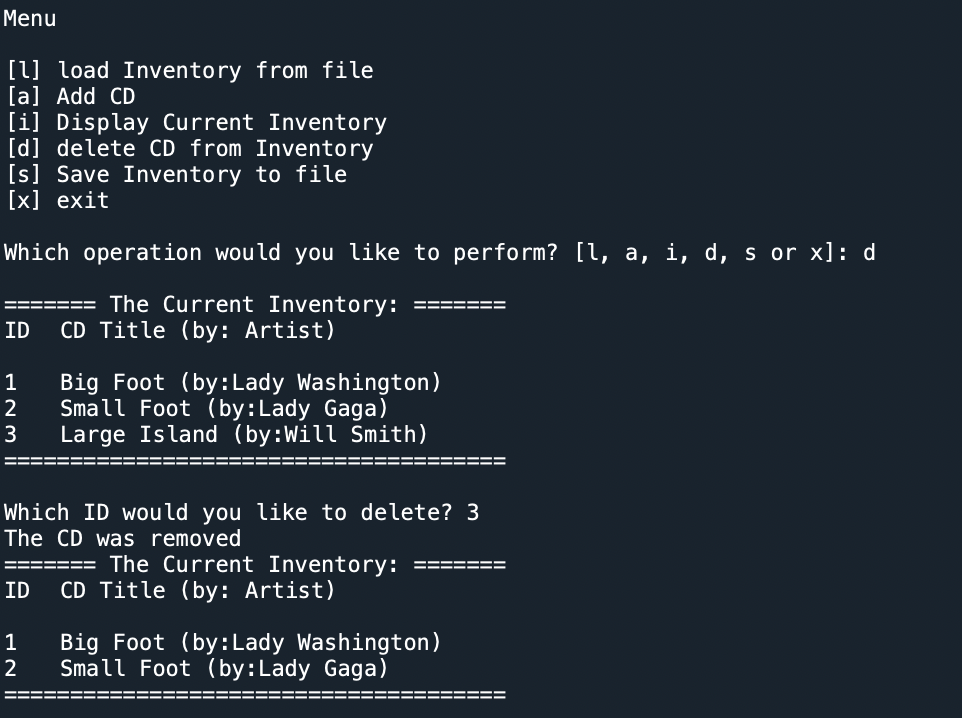 Menu
[l] load Inventory from file
[a] Add CD
[i] Display Current Inventory
[d] delete CD from Inventory
[s] Save Inventory to file
[x] exit
Which operation would you like to perform? [l, a, i, d, s or x]: d
======= The Current Inventory: =======
ID  CD Title (by: Artist)
1   Big Foot (by:Lady Washington)
2   Small Foot (by:Lady Gaga)
3   Large Island (by:Will Smith)
======================================
Which ID would you like to delete? 3
The CD was removed
======= The Current Inventory: =======
ID  CD Title (by: Artist)
1   Big Foot (by:Lady Washington)
2   Small Foot (by:Lady Gaga)
======================================